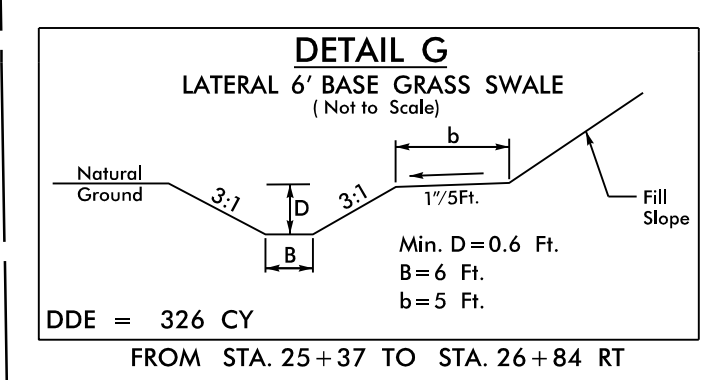 DETAIL G
LATERAL 6' BASE GRASS SWALE
( Not to Scale)
b
Natural
Ground
3:1
D
3:1
1"/5Ft.
Fill
Slope
B
Min. D=0.6 Ft.
B=6 Ft.
b=5 Ft.
DDE = 326 CY
FROM STA. 25+37 TO STA. 26+84 RT